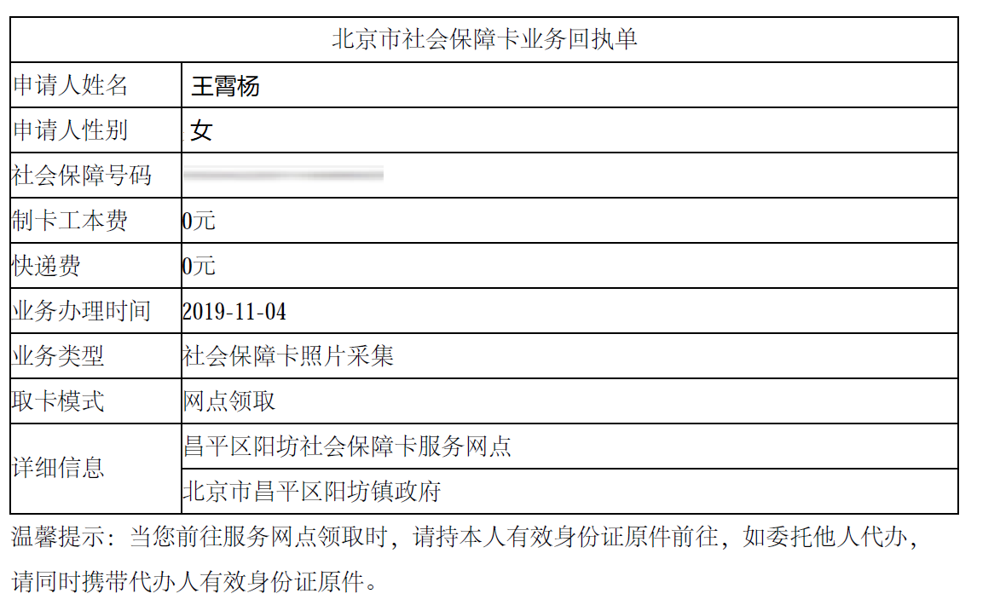 北京市社会保障卡业务回执单
申请人姓名 王霄杨
申请人性别 女
社会保障号码
制卡工本费 0元
快递费 0元
业务办理时间 2019-11-04
业务类型 社会保障卡照片采集
取卡模式 网点领取
详细信息 昌平区阳坊社会保障卡服务网点
北京市昌平区阳坊镇政府
温馨提示：当您前往服务网点领取时，请持本人有效身份证原件前往，如委托他人代办，
请同时携带代办人有效身份证原件。